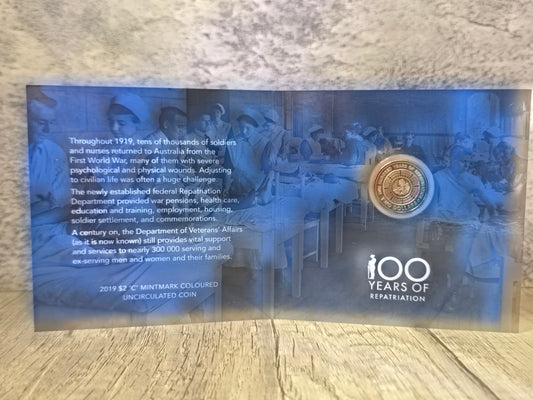 Throughout 1919, tens of thousands of soldiers
and nurses returned to Australia from the
First World War, many of them with severe
psychological and physical wounds. Adjusting
to civilian life was often a huge challenge.
The newly established federal Repatriation
Department provided war pensions, health care,
education and training, employment, housing,
soldier settlement, and commemorations.
A century on, the Department of Veterans' Affairs
(as it is now known) still provides vital support
and services to nearly 300 000 serving and
ex-serving men and women and their families.
2019 $2 'C' MINTMARK COLOURED
UNCIRCULATED COIN
100
YEARS OF
REPATRIATION